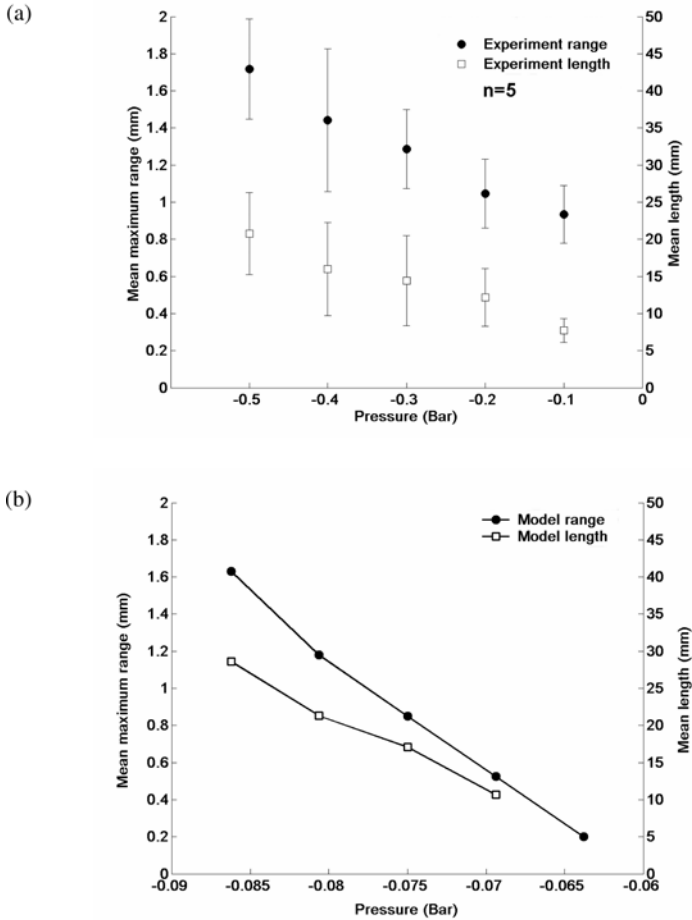 (a)
Mean maximum range (mm)
2
1.8
1.6
1.4
1.2
1
0.8
0.6
0.4
0.2
0
Experiment range
Experiment length
n=5
50
45
40
35
30
25
20
15
10
5
0
Mean length (mm)
-0.5 -0.4 -0.3 -0.2 -0.1 0
Pressure (Bar)
(b)
Mean maximum range (mm)
2
1.8
1.6
1.4
1.2
1
0.8
0.6
0.4
0.2
0
Model range
Model length
50
45
40
35
30
25
20
15
10
5
0
Mean length (mm)
-0.09 -0.085 -0.08 -0.075 -0.07 -0.065 -0.06
Pressure (Bar)